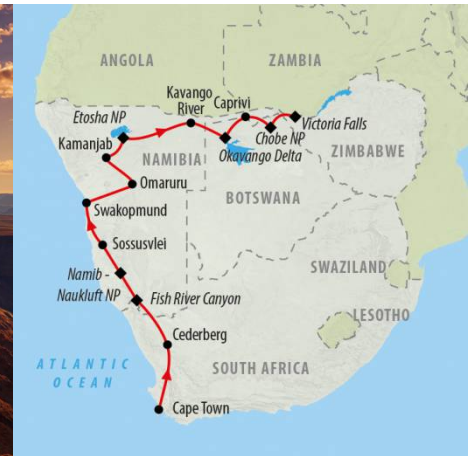 ANGOLA
ZAMBIA
Kavango
River
Caprivi
Etosha NP
Victoria Falls
Chobe NP
Kamanjab
NAMIBIA
Okavango Delta
ZIMBABWE
Omaruru
BOTSWANA
Swakopmund
Sossusvlei
SWAZILAND
Namib -
Naukluft NP
Fish River Canyon
LESOTHO
Cederberg
ATLANTIC
OCEAN
SOUTH AFRICA
Cape Town